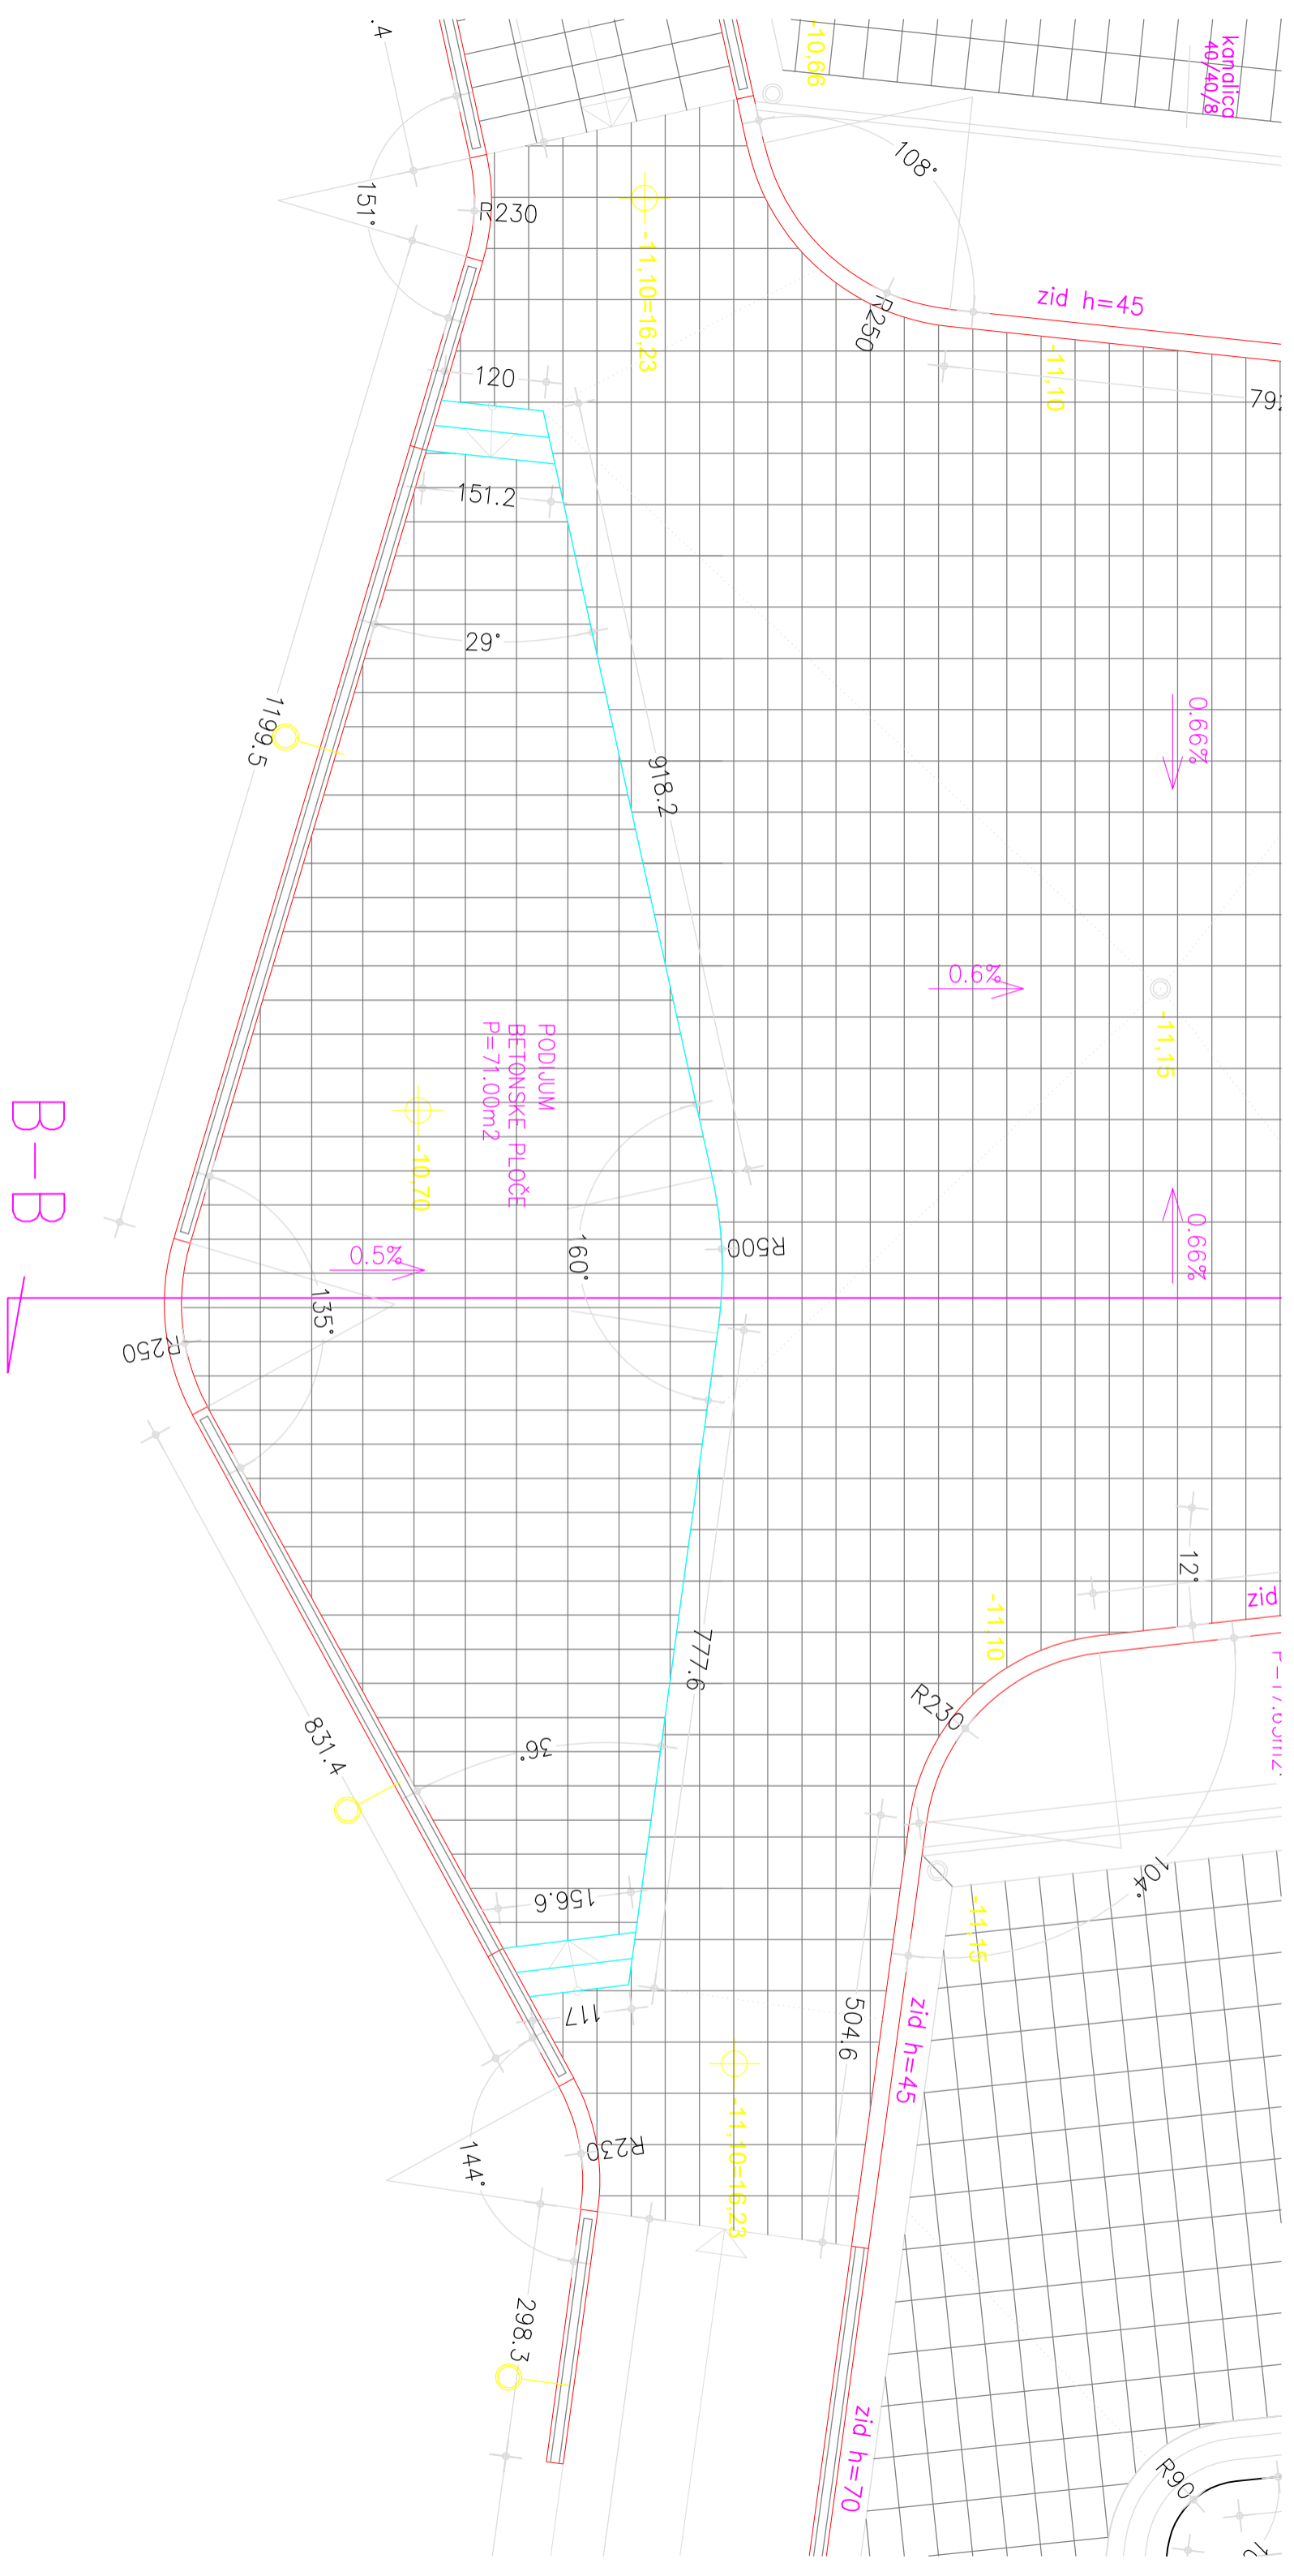 .4
-10,66
kanalica
40/40/8
108°
151°
R230
-11,10=16,23
zid h=45
R250
-11,10
120
151.2
29°
1199.5
918.2
0.66%
0.6%
-11,15
PODIJUM
BETONSKE PLOČE
P=71.00m2
-10,70
B-B
0.66%
R500
160°
0.5%
135°
R250
12°
zid
-11,10
777.6
R230
36°
831.4
104°
156.6
-11,15
117
504.6
zid h=45
-11,10=16,23
R230
144°
298.3
zid h=70
R90